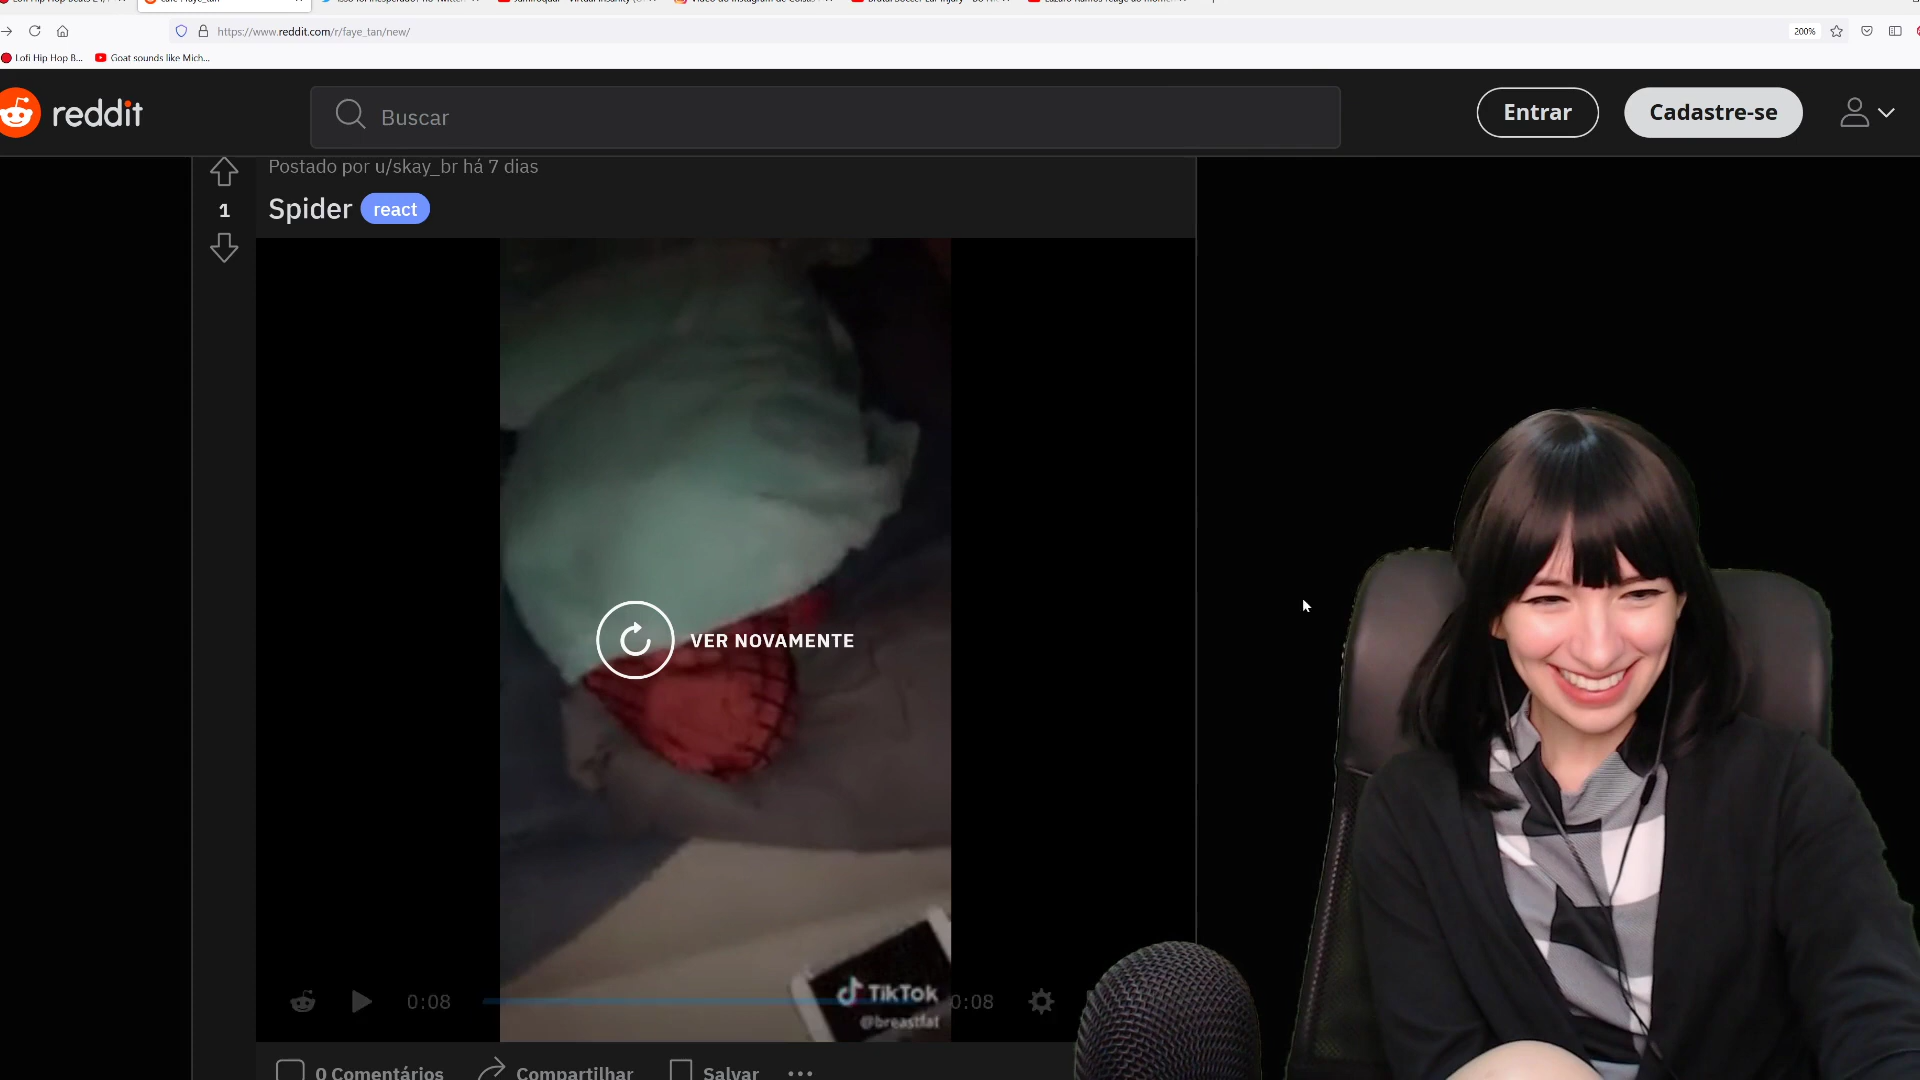 https://www.reddit.com/r/faye_tan/new/
200%
Lofi Hip Hop B...
Goat sounds like Mich...
reddit
Buscar
Entrar
Cadastre-se
Postado por u/skay_br há 7 dias
1
Spider
react
VER NOVAMENTE
0:08
0:08
TikTok
@breastfat
0 Comentários
Compartilhar
Salvar